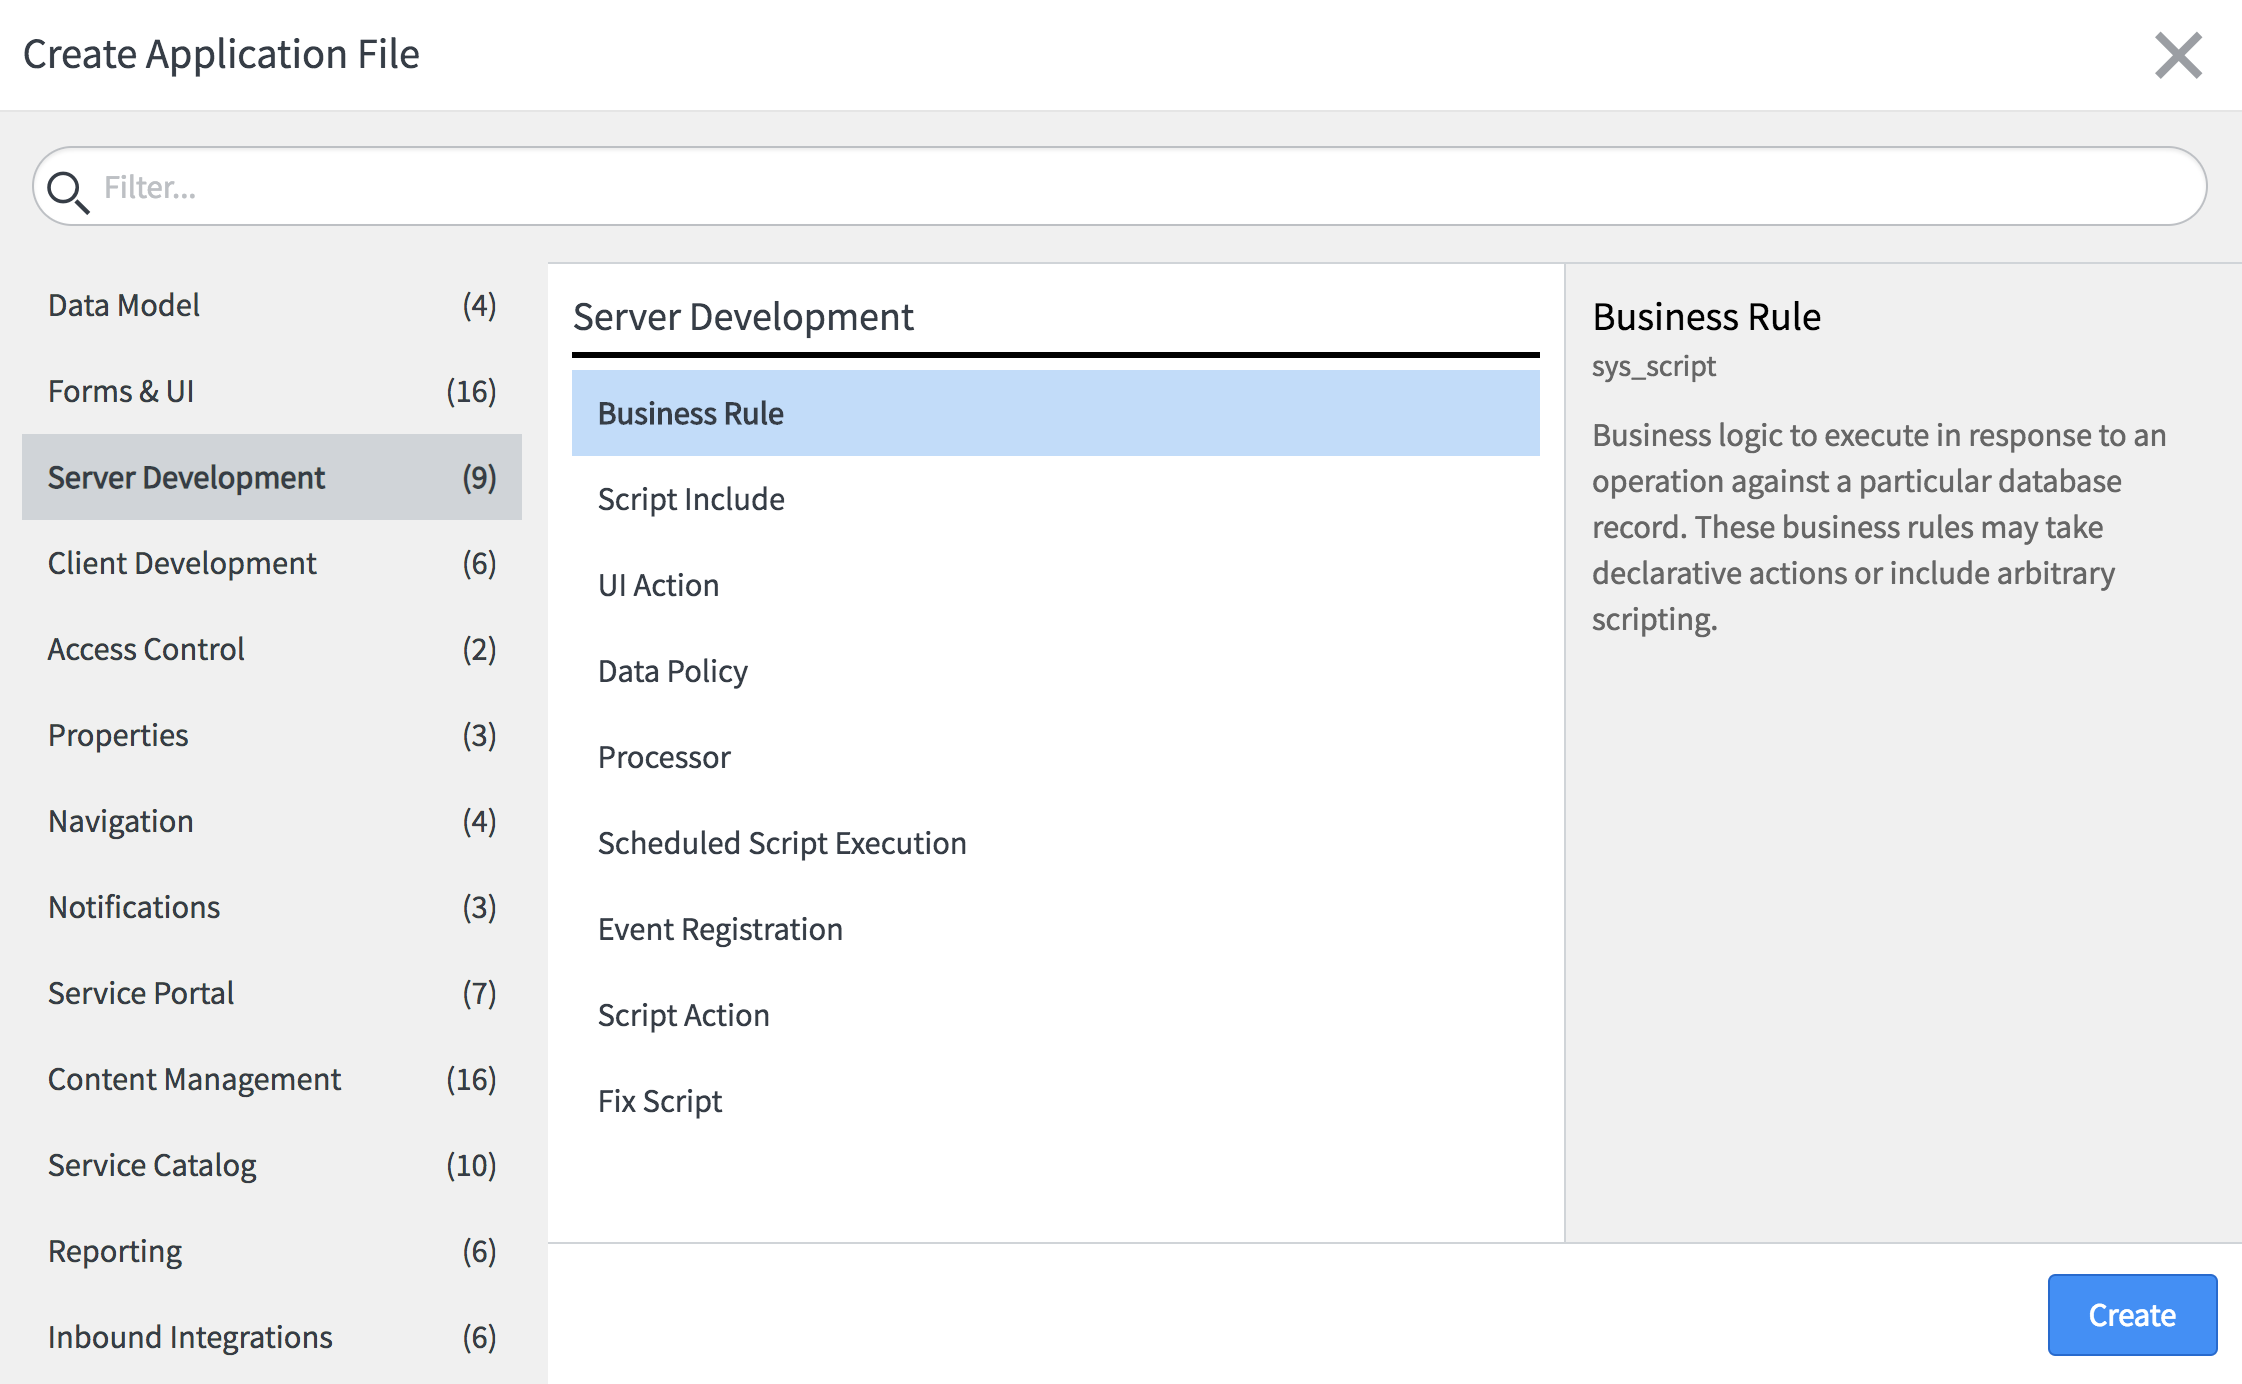 Create Application File
Filter...
Data Model (4)
Forms & UI (16)
Server Development (9)
Client Development (6)
Access Control (2)
Properties (3)
Navigation (4)
Notifications (3)
Service Portal (7)
Content Management (16)
Service Catalog (10)
Reporting (6)
Inbound Integrations (6)
Server Development
Business Rule
Script Include
UI Action
Data Policy
Processor
Scheduled Script Execution
Event Registration
Script Action
Fix Script
Business Rule
sys_script
Business logic to execute in response to an
operation against a particular database
record. These business rules may take
declarative actions or include arbitrary
scripting.
Create